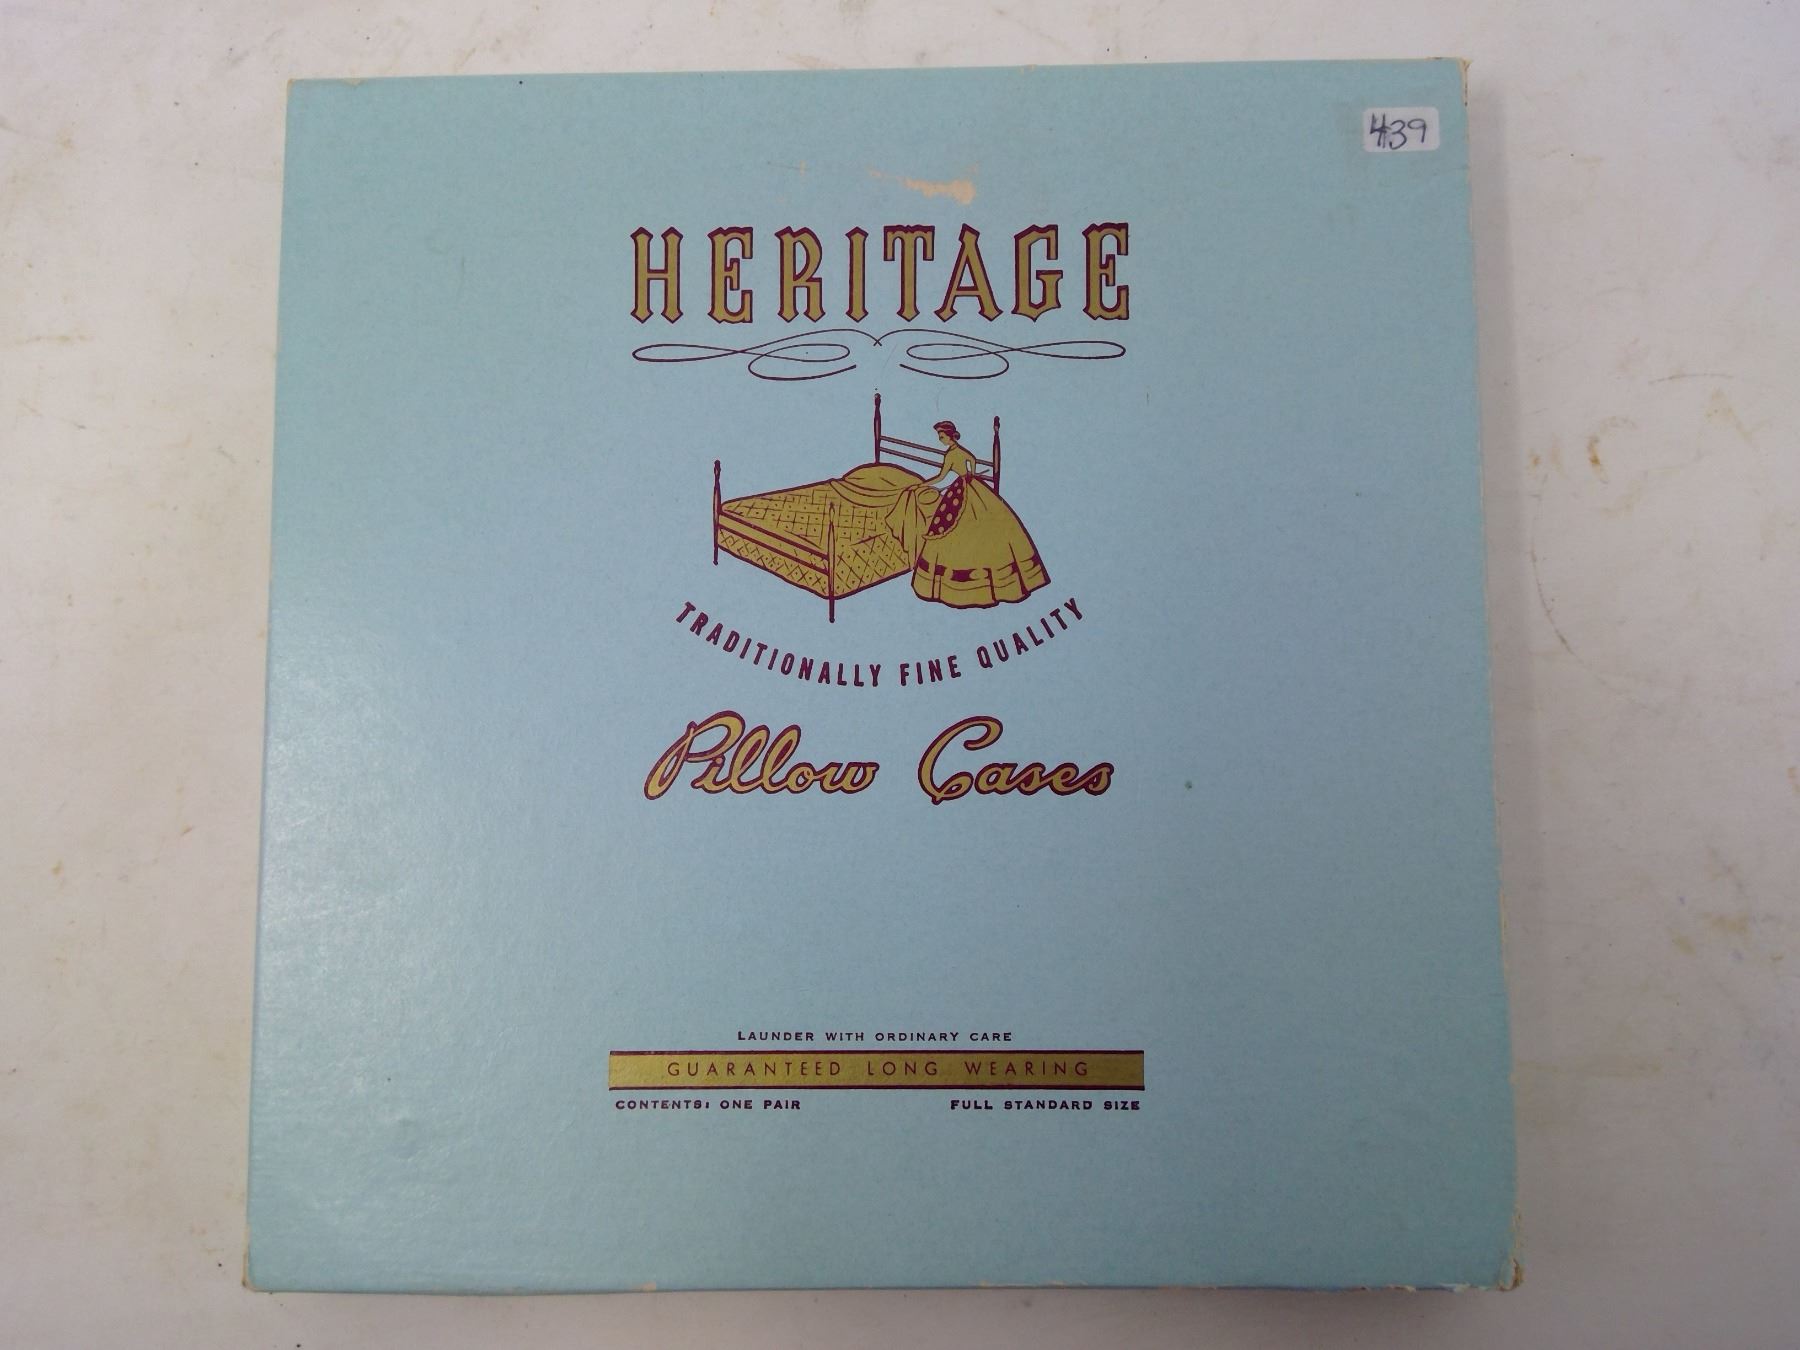 439
HERITAGE
TRADITIONALLY FINE QUALITY
Pillow Cases
LAUNDER WITH ORDINARY CARE
GUARANTEED LONG WEARING
CONTENTS: ONE PAIR FULL STANDARD SIZE